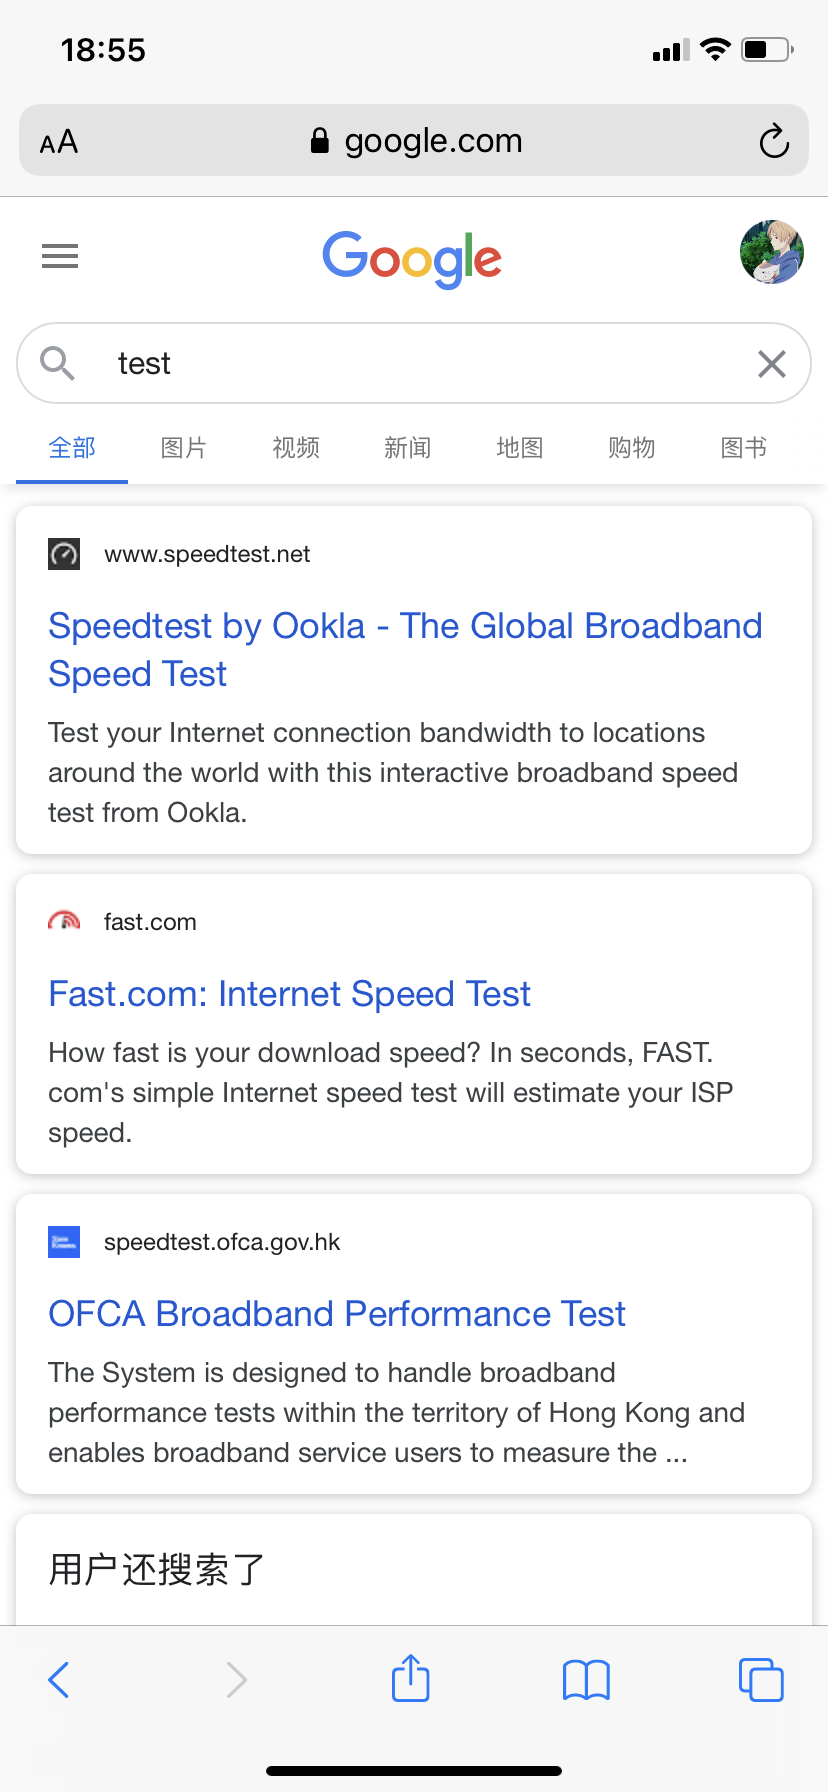 18:55
AA
google.com
Google
test
全部 图片 视频 新闻 地图 购物 图书
www.speedtest.net
Speedtest by Ookla - The Global Broadband
Speed Test
Test your Internet connection bandwidth to locations
around the world with this interactive broadband speed
test from Ookla.
fast.com
Fast.com: Internet Speed Test
How fast is your download speed? In seconds, FAST.
com's simple Internet speed test will estimate your ISP
speed.
speedtest.ofca.gov.hk
OFCA Broadband Performance Test
The System is designed to handle broadband
performance tests within the territory of Hong Kong and
enables broadband service users to measure the ...
用户还搜索了